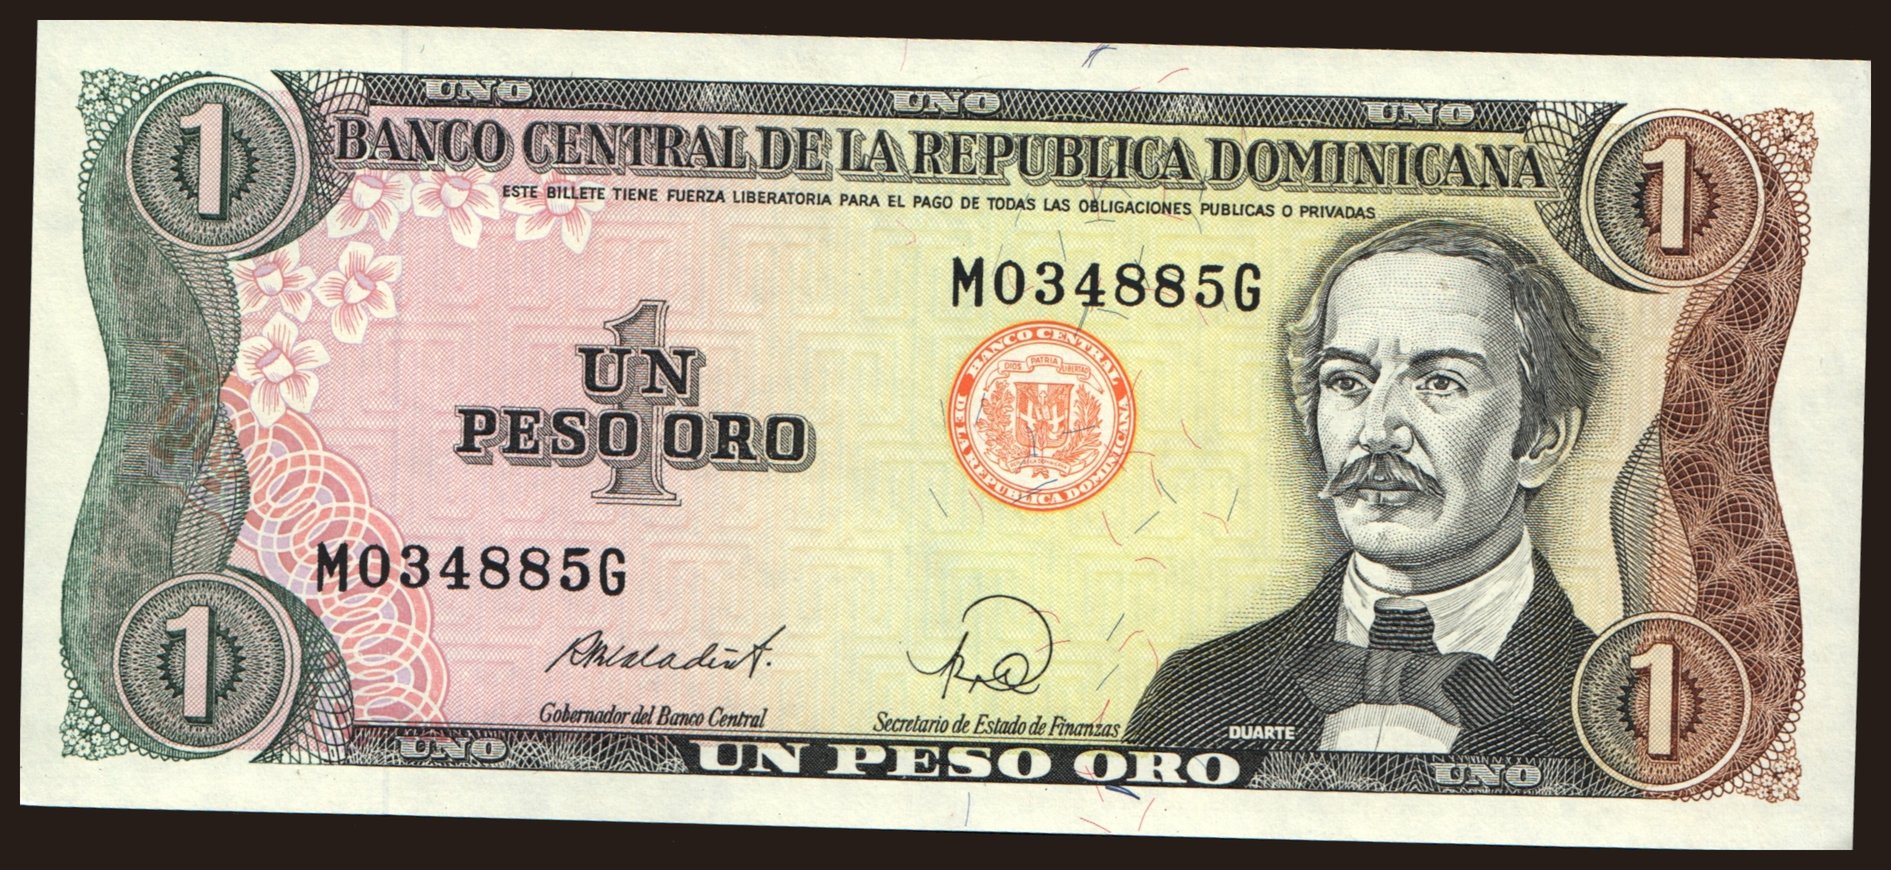 UNO UNO UNO
1 1
BANCO CENTRAL DE LA REPUBLICA DOMINICANA
ESTE BILLETE TIENE FUERZA LIBERATORIA PARA EL PAGO DE TODAS LAS OBLIGACIONES PUBLICAS O PRIVADAS
M034885G
1
UN
PESO ORO
BANCO CENTRAL
DE LA REPUBLICA DOMINICANA
DIOS PATRIA LIBERTAD
M034885G
Gobernador del Banco Central
Secretario de Estado de Finanzas
DUARTE
1 1
UNO UN PESO ORO UNO